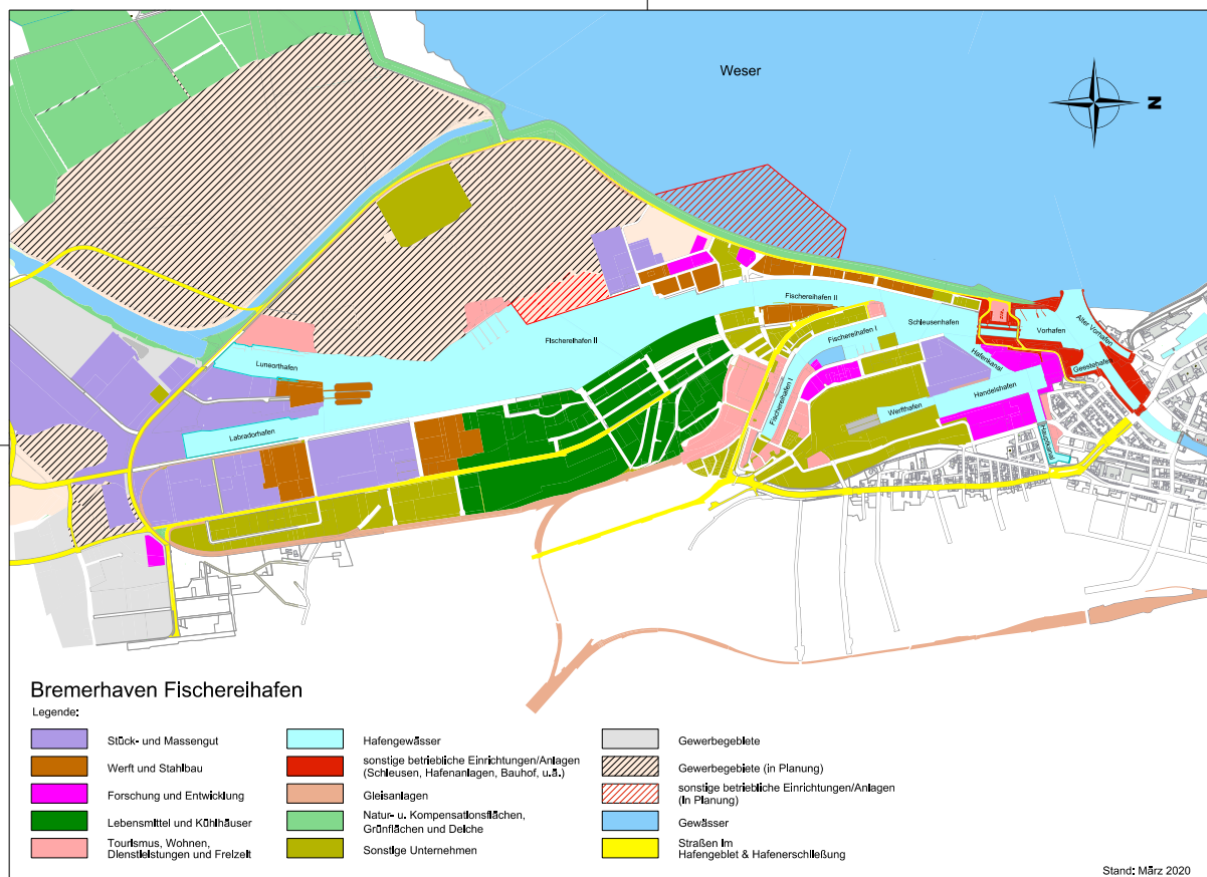 Weser
N
Fischereihafen II
Schleusenhafen
Vorhafen
Alter Vorhafen
Geestehafen
Fischereihafen I
Fischereihafen II
Hafenkanal
Handelshafen
Luneorthafen
Werfthafen
Fischereihafen I
Hauptkanal
Labradorhafen
Bremerhaven Fischereihafen
Legende:
Stück- und Massengut
Werft und Stahlbau
Forschung und Entwicklung
Lebensmittel und Kühlhäuser
Tourismus, Wohnen,
Dienstleistungen und Freizeit
Hafengewässer
sonstige betriebliche Einrichtungen/Anlagen
(Schleusen, Hafenanlagen, Bauhof, u.ä.)
Gleisanlagen
Natur- u. Kompensationsflächen,
Grünflächen und Deiche
Sonstige Unternehmen
Gewerbegebiete
Gewerbegebiete (in Planung)
sonstige betriebliche Einrichtungen/Anlagen
(in Planung)
Gewässer
Straßen im
Hafengebiet & Hafenerschließung
Stand: März 2020